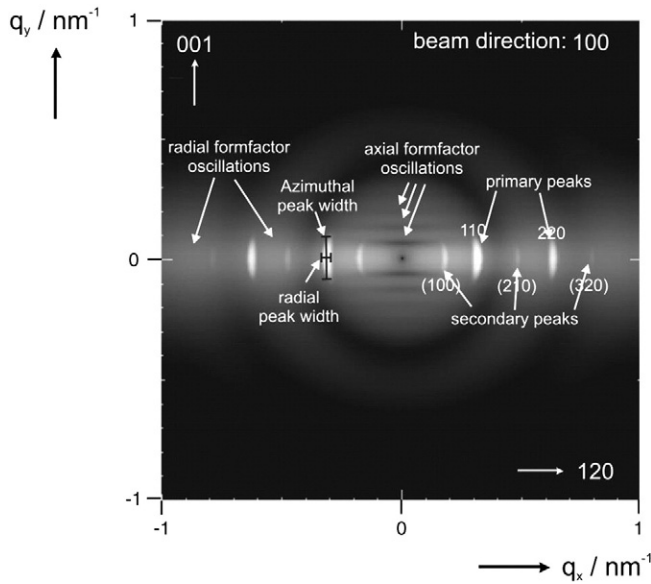 q_y / nm^-1
1
001
beam direction: 100
radial formfactor
oscillations
axial formfactor
oscillations
Azimuthal
peak width
primary peaks
110
220
0
(100)
(210)
(320)
radial
peak width
secondary peaks
120
-1
-1
0
1
q_x / nm^-1